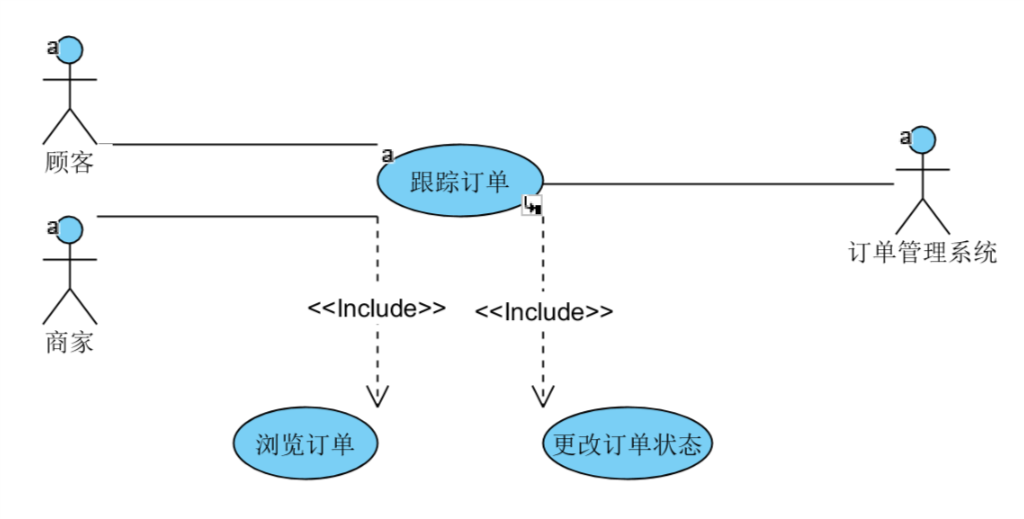 a
顾客
a
跟踪订单
a
订单管理系统
a
商家
<<Include>>
<<Include>>
浏览订单
更改订单状态